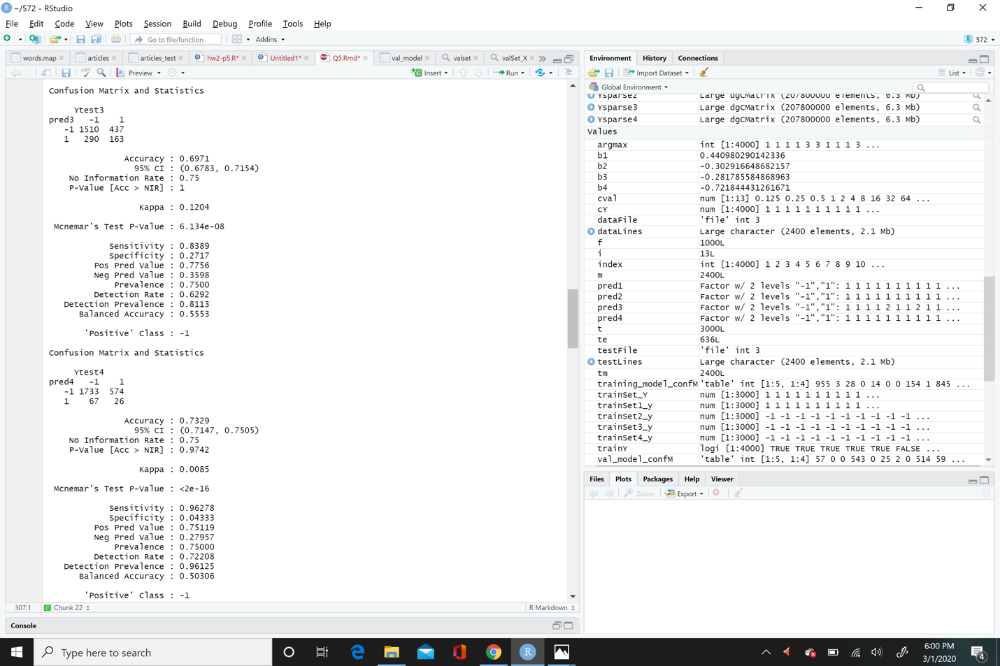 ~/572 - RStudio
File Edit Code View Plots Session Build Debug Profile Tools Help
Go to file/function Addins 572
words.map articles articles_test hw2-p5.R* Untitled1* Q5.Rmd* val_model valset valSet_X
ABC Preview Insert Run
Confusion Matrix and Statistics
Ytest3
pred3 -1 1
-1 1510 437
1 290 163
Accuracy : 0.6971
95% CI : (0.6783, 0.7154)
No Information Rate : 0.75
P-Value [Acc > NIR] : 1
Kappa : 0.1204
Mcnemar's Test P-Value : 6.134e-08
Sensitivity : 0.8389
Specificity : 0.2717
Pos Pred Value : 0.7756
Neg Pred Value : 0.3598
Prevalence : 0.7500
Detection Rate : 0.6292
Detection Prevalence : 0.8113
Balanced Accuracy : 0.5553
'Positive' Class : -1
Confusion Matrix and Statistics
Ytest4
pred4 -1 1
-1 1733 574
1 67 26
Accuracy : 0.7329
95% CI : (0.7147, 0.7505)
No Information Rate : 0.75
P-Value [Acc > NIR] : 0.9742
Kappa : 0.0085
Mcnemar's Test P-Value : <2e-16
Sensitivity : 0.96278
Specificity : 0.04333
Pos Pred Value : 0.75119
Neg Pred Value : 0.27957
Prevalence : 0.75000
Detection Rate : 0.72208
Detection Prevalence : 0.96125
Balanced Accuracy : 0.50306
'Positive' Class : -1
307:1 Chunk 22 R Markdown
Console
Environment History Connections
Import Dataset List
Global Environment
Ysparse2 Large dgCMatrix (207800000 elements, 6.3 Mb)
Ysparse3 Large dgCMatrix (207800000 elements, 6.3 Mb)
Ysparse4 Large dgCMatrix (207800000 elements, 6.3 Mb)
Values
argmax int [1:4000] 1 1 1 1 3 3 1 1 1 3 ...
b1 0.440980290142336
b2 -0.302916648682157
b3 -0.281785584868963
b4 -0.721844431261671
cval num [1:13] 0.125 0.25 0.5 1 2 4 8 16 32 64 ...
cY num [1:4000] 1 1 1 1 1 1 1 1 1 1 ...
dataFile 'file' int 3
dataLines Large character (2400 elements, 2.1 Mb)
f 1000L
i 13L
index int [1:4000] 1 2 3 4 5 6 7 8 9 10 ...
m 2400L
pred1 Factor w/ 2 levels "-1","1": 1 1 1 1 1 1 1 1 1 1 ...
pred2 Factor w/ 2 levels "-1","1": 1 1 1 1 1 1 1 1 1 1 ...
pred3 Factor w/ 2 levels "-1","1": 1 1 1 1 2 1 1 2 1 1 ...
pred4 Factor w/ 2 levels "-1","1": 1 1 1 1 1 1 1 1 1 1 ...
t 3000L
te 636L
testFile 'file' int 3
testLines Large character (2400 elements, 2.1 Mb)
tm 2400L
training_model_confM 'table' int [1:5, 1:4] 955 3 28 0 14 0 0 154 1 845 ...
trainSet_Y num [1:3000] 1 1 1 1 1 1 1 1 1 1 ...
trainSet1_y num [1:3000] 1 1 1 1 1 1 1 1 1 1 ...
trainSet2_y num [1:3000] -1 -1 -1 -1 -1 -1 -1 -1 -1 -1 ...
trainSet3_y num [1:3000] -1 -1 -1 -1 -1 -1 -1 -1 -1 -1 ...
trainSet4_y num [1:3000] -1 -1 -1 -1 -1 -1 -1 -1 -1 -1 ...
trainY logi [1:4000] TRUE TRUE TRUE TRUE TRUE FALSE ...
val_model_confM 'table' int [1:5, 1:4] 57 0 0 543 0 25 2 0 514 59 ...
Files Plots Packages Help Viewer
Zoom Export
Type here to search
6:00 PM
3/1/2020
4